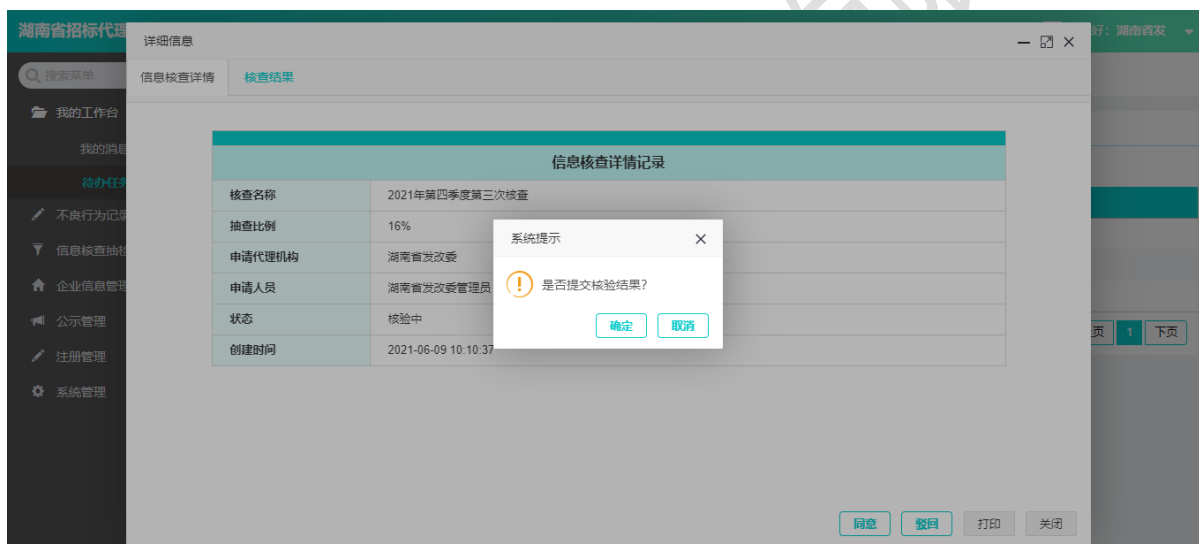 湖南省招标代理
好：湖南省发
详细信息
搜索菜单
信息核查详情 核查结果
我的工作台
我的消息
待办任务
不良行为记录
信息核查抽检
企业信息管理
公示管理
注册管理
系统管理
信息核查详情记录
核查名称 2021年第四季度第三次核查
抽查比例 16%
申请代理机构 湖南省发改委
申请人员 湖南省发改委管理员
状态 核验中
创建时间 2021-06-09 10:10:37
系统提示
是否提交核验结果?
确定 取消
页 1 下页
同意 驳回 打印 关闭